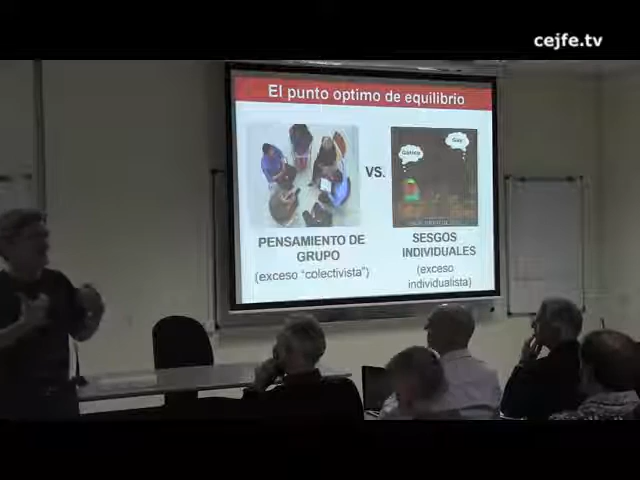 cejfe.tv
El punto optimo de equilibrio
VS.
PENSAMIENTO DE
GRUPO
(exceso "colectivista")
SESGOS
INDIVIDUALES
(exceso
individualista)